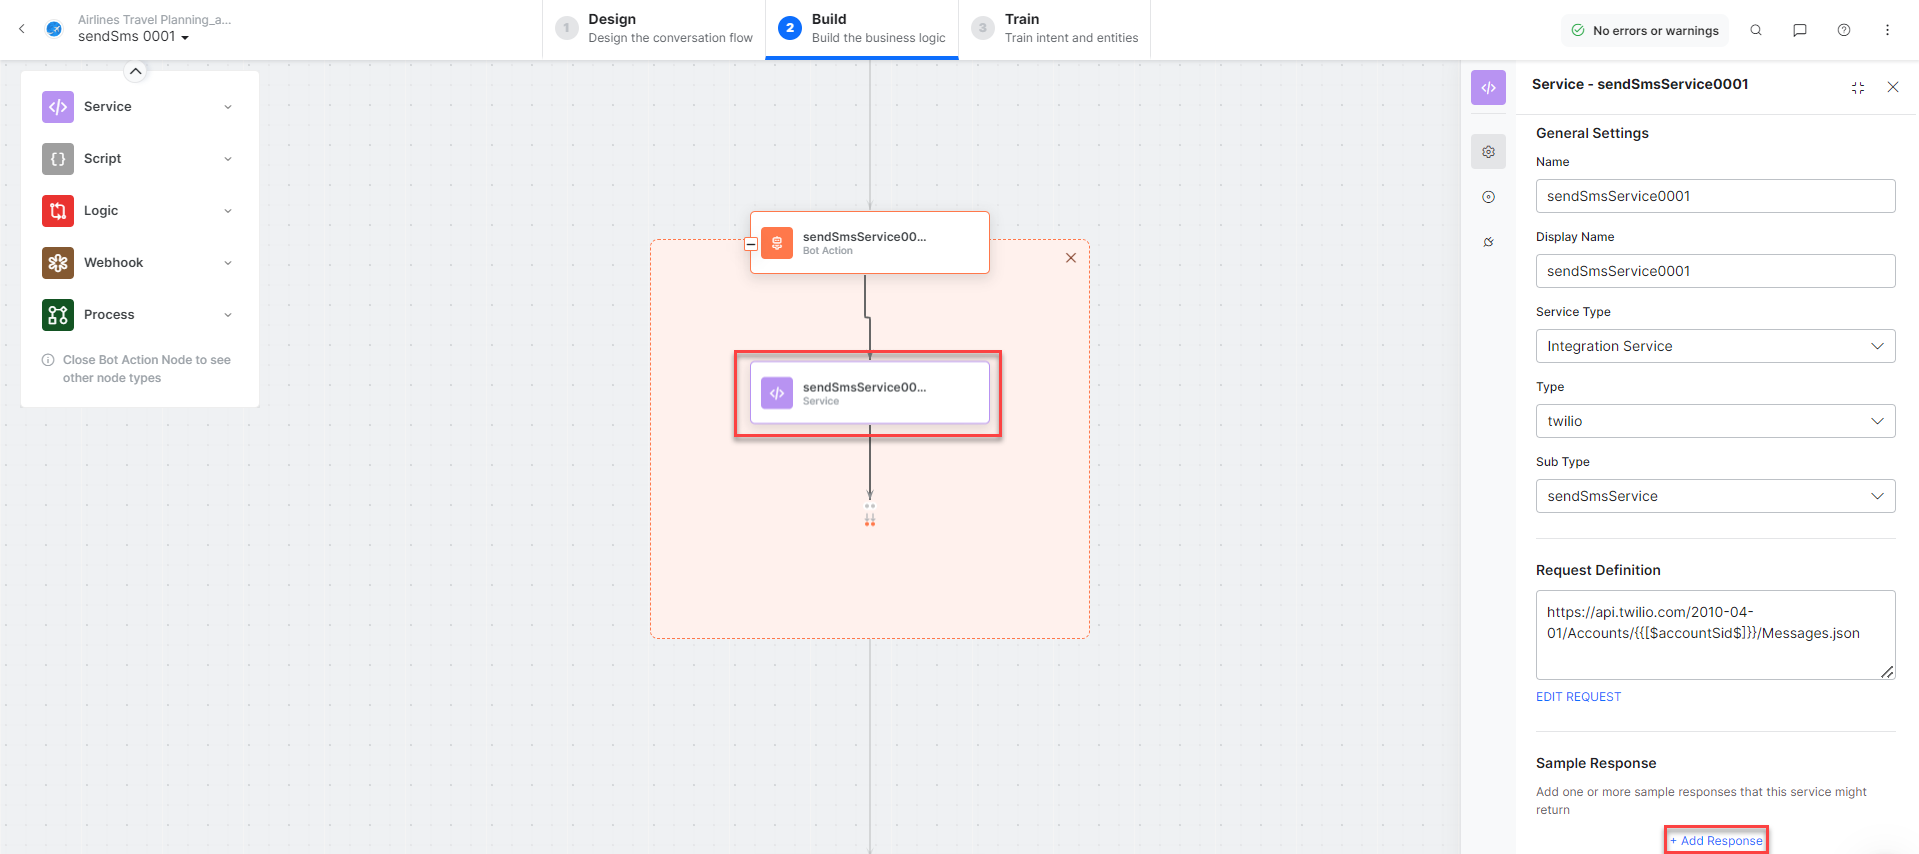 Airlines Travel Planning_a...
sendSms 0001
1
Design
Design the conversation flow
2
Build
Build the business logic
3
Train
Train intent and entities
No errors or warnings
Service
Script
Logic
Webhook
Process
Close Bot Action Node to see
other node types
sendSmsService00...
Bot Action
sendSmsService00...
Service
Service - sendSmsService0001
General Settings
Name
sendSmsService0001
Display Name
sendSmsService0001
Service Type
Integration Service
Type
twilio
Sub Type
sendSmsService
Request Definition
https://api.twilio.com/2010-04-
01/Accounts/{{[$accountSid$]}}/Messages.json
EDIT REQUEST
Sample Response
Add one or more sample responses that this service might
return
+ Add Response